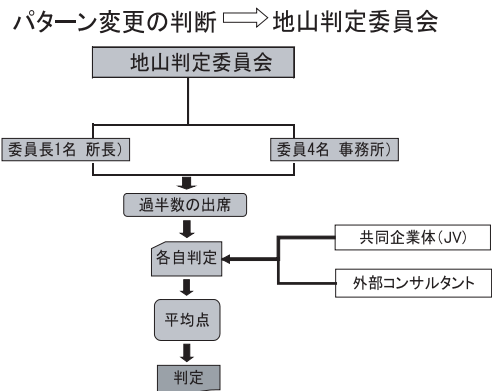 パターン変更の判断 ⇨ 地山判定委員会
地山判定委員会
委員長1名 所長)
委員4名 事務所)
過半数の出席
各自判定
共同企業体(JV)
外部コンサルタント
平均点
判定